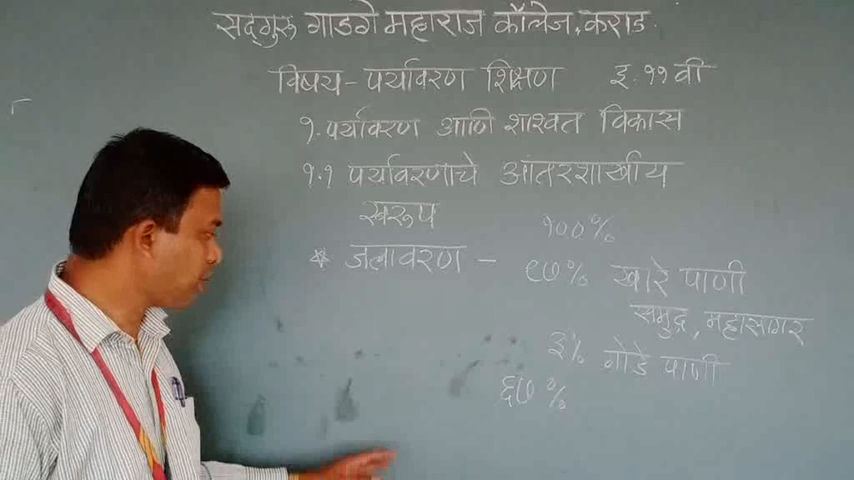 सद्गुरु गाडगे महाराज कॉलेज, कराड.
विषय - पर्यावरण शिक्षण इ. ११ वी
१. पर्यावरण आणि शाश्वत विकास
१.१ पर्यावरणाचे आंतरशाखीय
स्वरूप
१००%
* जलावरण - ९७% खारे पाणी
समुद्र, महासागर
३% गोडे पाणी
६७%